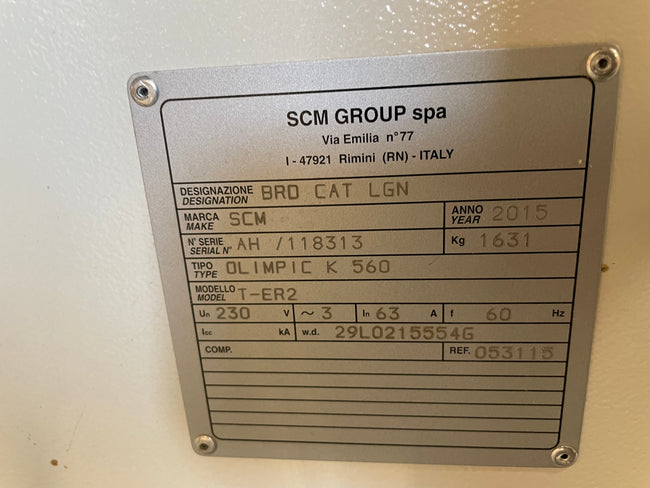 SCM GROUP spa
Via Emilia n°77
I - 47921 Rimini (RN) - ITALY
DESIGNAZIONE DESIGNATION BRD CAT LGN
MARCA MAKE SCM ANNO YEAR 2015
N° SERIE SERIAL N° AH /118313 Kg 1631
TIPO TYPE OLIMPIC K 560
MODELLO MODEL T-ER2
Un 230 V ~ 3 In 63 A f 60 Hz
Icc kA w.d. 29L0215554G
COMP. REF. 053115